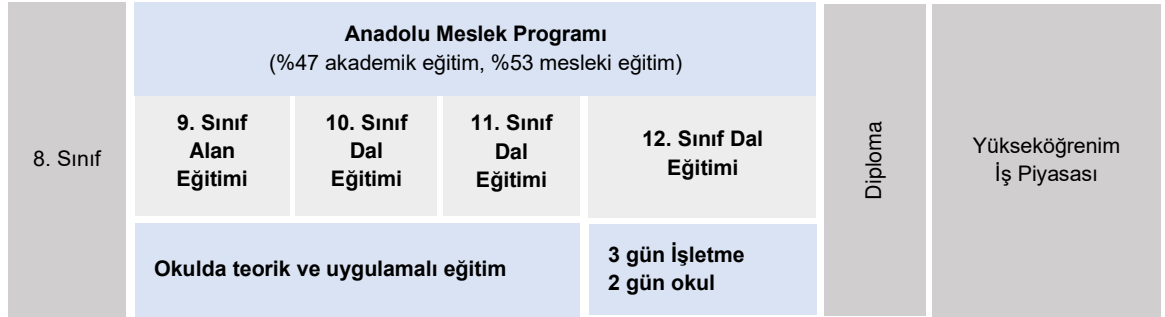 8. Sınıf
Anadolu Meslek Programı
(%47 akademik eğitim, %53 mesleki eğitim)
9. Sınıf
Alan
Eğitimi
10. Sınıf
Dal
Eğitimi
11. Sınıf
Dal
Eğitimi
12. Sınıf Dal
Eğitimi
Okulda teorik ve uygulamalı eğitim
3 gün İşletme
2 gün okul
Diploma
Yükseköğrenim
İş Piyasası